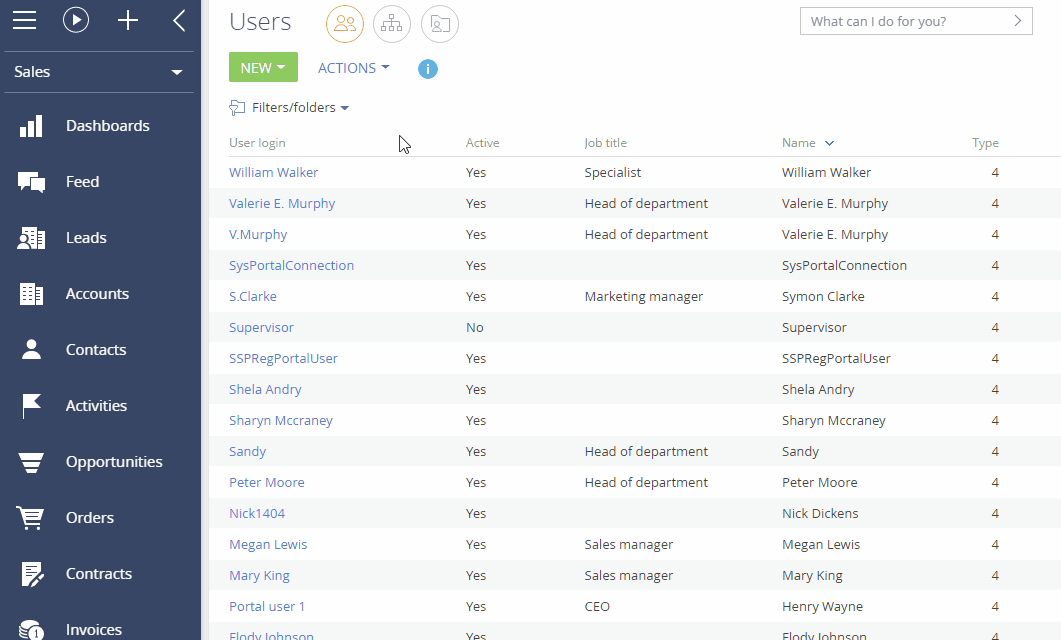 Users
What can I do for you?
Sales
NEW ACTIONS i
Filters/folders
Dashboards
Feed
Leads
Accounts
Contacts
Activities
Opportunities
Orders
Contracts
1 Invoices
User login Active Job title Name Type
William Walker Yes Specialist William Walker 4
Valerie E. Murphy Yes Head of department Valerie E. Murphy 4
V.Murphy Yes Head of department Valerie E. Murphy 4
SysPortalConnection Yes SysPortalConnection 4
S.Clarke Yes Marketing manager Symon Clarke 4
Supervisor No Supervisor 4
SSPRegPortalUser Yes SSPRegPortalUser 4
Shela Andry Yes Shela Andry 4
Sharyn Mccraney Yes Sharyn Mccraney 4
Sandy Yes Head of department Sandy 4
Peter Moore Yes Head of department Peter Moore 4
Nick1404 Yes Nick Dickens 4
Megan Lewis Yes Sales manager Megan Lewis 4
Mary King Yes Sales manager Mary King 4
Portal user 1 Yes CEO Henry Wayne 4
Elody Johnson Yes Elody Johnson 4